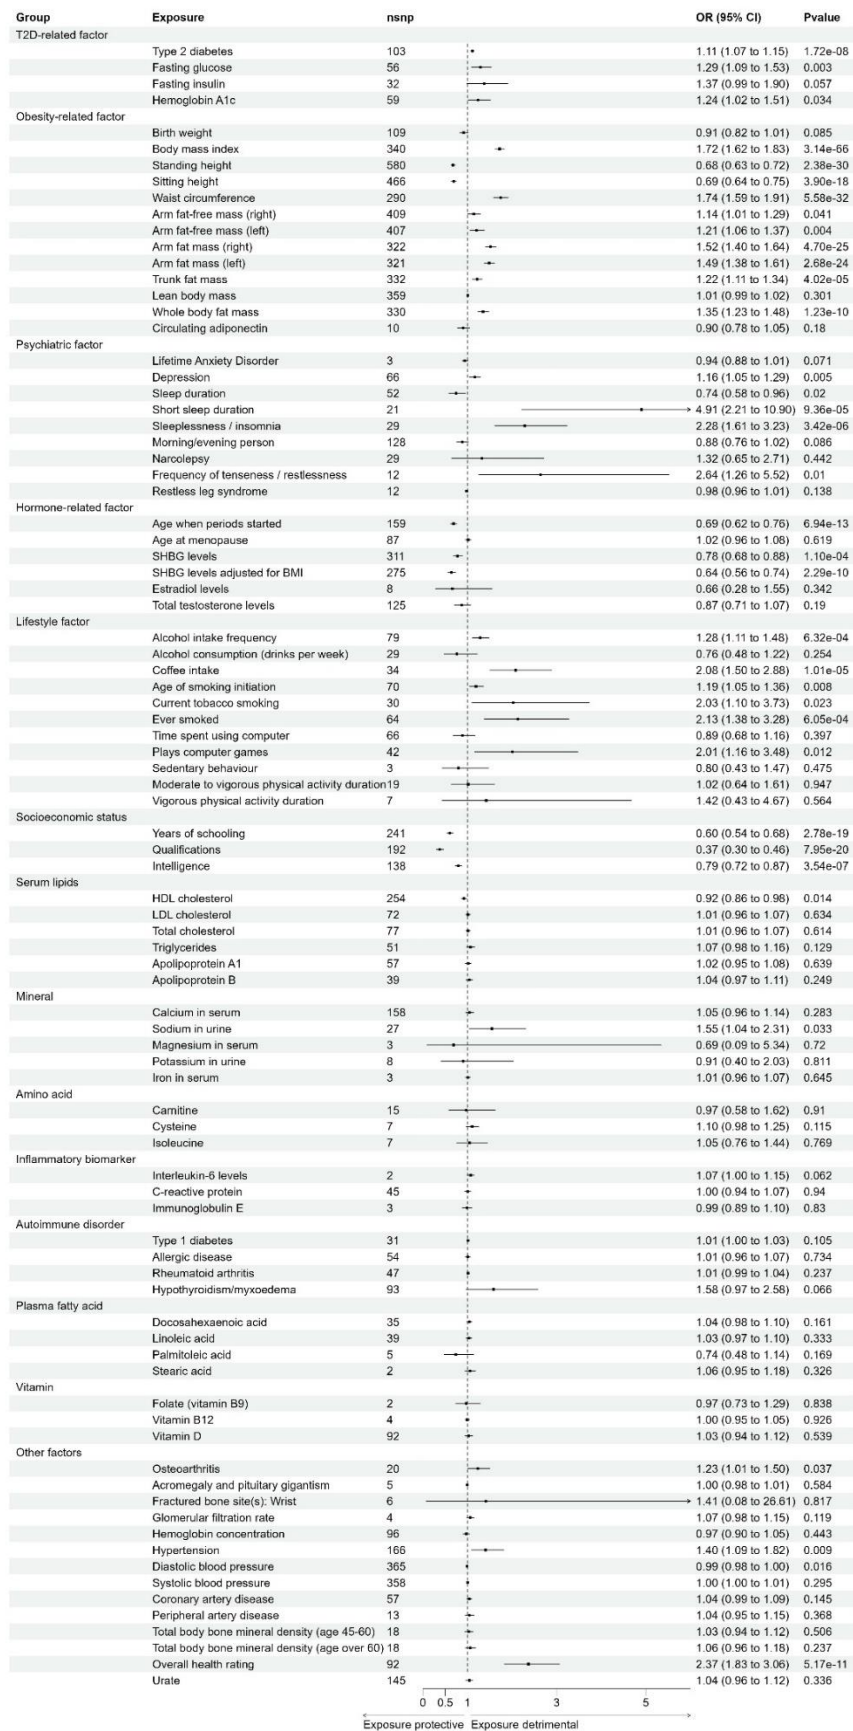 Group Exposure nsnp OR (95% CI) Pvalue
T2D-related factor
Type 2 diabetes 103 1.11 (1.07 to 1.15) 1.72e-08
Fasting glucose 56 1.29 (1.09 to 1.53) 0.003
Fasting insulin 32 1.37 (0.99 to 1.90) 0.057
Hemoglobin A1c 59 1.24 (1.02 to 1.51) 0.034
Obesity-related factor
Birth weight 109 0.91 (0.82 to 1.01) 0.085
Body mass index 340 1.72 (1.62 to 1.83) 3.14e-66
Standing height 580 0.68 (0.63 to 0.72) 2.38e-30
Sitting height 466 0.69 (0.64 to 0.75) 3.90e-18
Waist circumference 290 1.74 (1.59 to 1.91) 5.58e-32
Arm fat-free mass (right) 409 1.14 (1.01 to 1.29) 0.041
Arm fat-free mass (left) 407 1.21 (1.06 to 1.37) 0.004
Arm fat mass (right) 322 1.52 (1.40 to 1.64) 4.70e-25
Arm fat mass (left) 321 1.49 (1.38 to 1.61) 2.68e-24
Trunk fat mass 332 1.22 (1.11 to 1.34) 4.02e-05
Lean body mass 359 1.01 (0.99 to 1.02) 0.301
Whole body fat mass 330 1.35 (1.23 to 1.48) 1.23e-10
Circulating adiponectin 10 0.90 (0.78 to 1.05) 0.18
Psychiatric factor
Lifetime Anxiety Disorder 3 0.94 (0.88 to 1.01) 0.071
Depression 66 1.16 (1.05 to 1.29) 0.005
Sleep duration 52 0.74 (0.58 to 0.96) 0.02
Short sleep duration 21 4.91 (2.21 to 10.90) 9.36e-05
Sleeplessness / insomnia 29 2.28 (1.61 to 3.23) 3.42e-06
Morning/evening person 128 0.88 (0.76 to 1.02) 0.086
Narcolepsy 29 1.32 (0.65 to 2.71) 0.442
Frequency of tenseness / restlessness 12 2.64 (1.26 to 5.52) 0.01
Restless leg syndrome 12 0.98 (0.96 to 1.01) 0.138
Hormone-related factor
Age when periods started 159 0.69 (0.62 to 0.76) 6.94e-13
Age at menopause 87 1.02 (0.96 to 1.08) 0.619
SHBG levels 311 0.78 (0.68 to 0.88) 1.10e-04
SHBG levels adjusted for BMI 275 0.64 (0.56 to 0.74) 2.29e-10
Estradiol levels 8 0.66 (0.28 to 1.55) 0.342
Total testosterone levels 125 0.87 (0.71 to 1.07) 0.19
Lifestyle factor
Alcohol intake frequency 79 1.28 (1.11 to 1.48) 6.32e-04
Alcohol consumption (drinks per week) 29 0.76 (0.48 to 1.22) 0.254
Coffee intake 34 2.08 (1.50 to 2.88) 1.01e-05
Age of smoking initiation 70 1.19 (1.05 to 1.36) 0.008
Current tobacco smoking 30 2.03 (1.10 to 3.73) 0.023
Ever smoked 64 2.13 (1.38 to 3.28) 6.05e-04
Time spent using computer 66 0.89 (0.68 to 1.16) 0.397
Plays computer games 42 2.01 (1.16 to 3.48) 0.012
Sedentary behaviour 3 0.80 (0.43 to 1.47) 0.475
Moderate to vigorous physical activity duration 19 1.02 (0.64 to 1.61) 0.947
Vigorous physical activity duration 7 1.42 (0.43 to 4.67) 0.564
Socioeconomic status
Years of schooling 241 0.60 (0.54 to 0.68) 2.78e-19
Qualifications 192 0.37 (0.30 to 0.46) 7.95e-20
Intelligence 138 0.79 (0.72 to 0.87) 3.54e-07
Serum lipids
HDL cholesterol 254 0.92 (0.86 to 0.98) 0.014
LDL cholesterol 72 1.01 (0.96 to 1.07) 0.634
Total cholesterol 77 1.01 (0.96 to 1.07) 0.614
Triglycerides 51 1.07 (0.98 to 1.16) 0.129
Apolipoprotein A1 57 1.02 (0.95 to 1.08) 0.639
Apolipoprotein B 39 1.04 (0.97 to 1.11) 0.249
Mineral
Calcium in serum 158 1.05 (0.96 to 1.14) 0.283
Sodium in urine 27 1.55 (1.04 to 2.31) 0.033
Magnesium in serum 3 0.69 (0.09 to 5.34) 0.72
Potassium in urine 8 0.91 (0.40 to 2.03) 0.811
Iron in serum 3 1.01 (0.96 to 1.07) 0.645
Amino acid
Carnitine 15 0.97 (0.58 to 1.62) 0.91
Cysteine 7 1.10 (0.98 to 1.25) 0.115
Isoleucine 7 1.05 (0.76 to 1.44) 0.769
Inflammatory biomarker
Interleukin-6 levels 2 1.07 (1.00 to 1.15) 0.062
C-reactive protein 45 1.00 (0.94 to 1.07) 0.94
Immunoglobulin E 3 0.99 (0.89 to 1.10) 0.83
Autoimmune disorder
Type 1 diabetes 31 1.01 (1.00 to 1.03) 0.105
Allergic disease 54 1.01 (0.96 to 1.07) 0.734
Rheumatoid arthritis 47 1.01 (0.99 to 1.04) 0.237
Hypothyroidism/myxoedema 93 1.58 (0.97 to 2.58) 0.066
Plasma fatty acid
Docosahexaenoic acid 35 1.04 (0.98 to 1.10) 0.161
Linoleic acid 39 1.03 (0.97 to 1.10) 0.333
Palmitoleic acid 5 0.74 (0.48 to 1.14) 0.169
Stearic acid 2 1.06 (0.95 to 1.18) 0.326
Vitamin
Folate (vitamin B9) 2 0.97 (0.73 to 1.29) 0.838
Vitamin B12 4 1.00 (0.95 to 1.05) 0.926
Vitamin D 92 1.03 (0.94 to 1.12) 0.539
Other factors
Osteoarthritis 20 1.23 (1.01 to 1.50) 0.037
Acromegaly and pituitary gigantism 5 1.00 (0.98 to 1.01) 0.584
Fractured bone site(s): Wrist 6 1.41 (0.08 to 26.61) 0.817
Glomerular filtration rate 4 1.07 (0.98 to 1.15) 0.119
Hemoglobin concentration 96 0.97 (0.90 to 1.05) 0.443
Hypertension 166 1.40 (1.09 to 1.82) 0.009
Diastolic blood pressure 365 0.99 (0.98 to 1.00) 0.016
Systolic blood pressure 358 1.00 (1.00 to 1.01) 0.295
Coronary artery disease 57 1.04 (0.99 to 1.09) 0.145
Peripheral artery disease 13 1.04 (0.95 to 1.15) 0.368
Total body bone mineral density (age 45-60) 18 1.03 (0.94 to 1.12) 0.506
Total body bone mineral density (age over 60) 18 1.06 (0.96 to 1.18) 0.237
Overall health rating 92 2.37 (1.83 to 3.06) 5.17e-11
Urate 145 1.04 (0.96 to 1.12) 0.336
0 0.5 1 3 5
Exposure protective Exposure detrimental